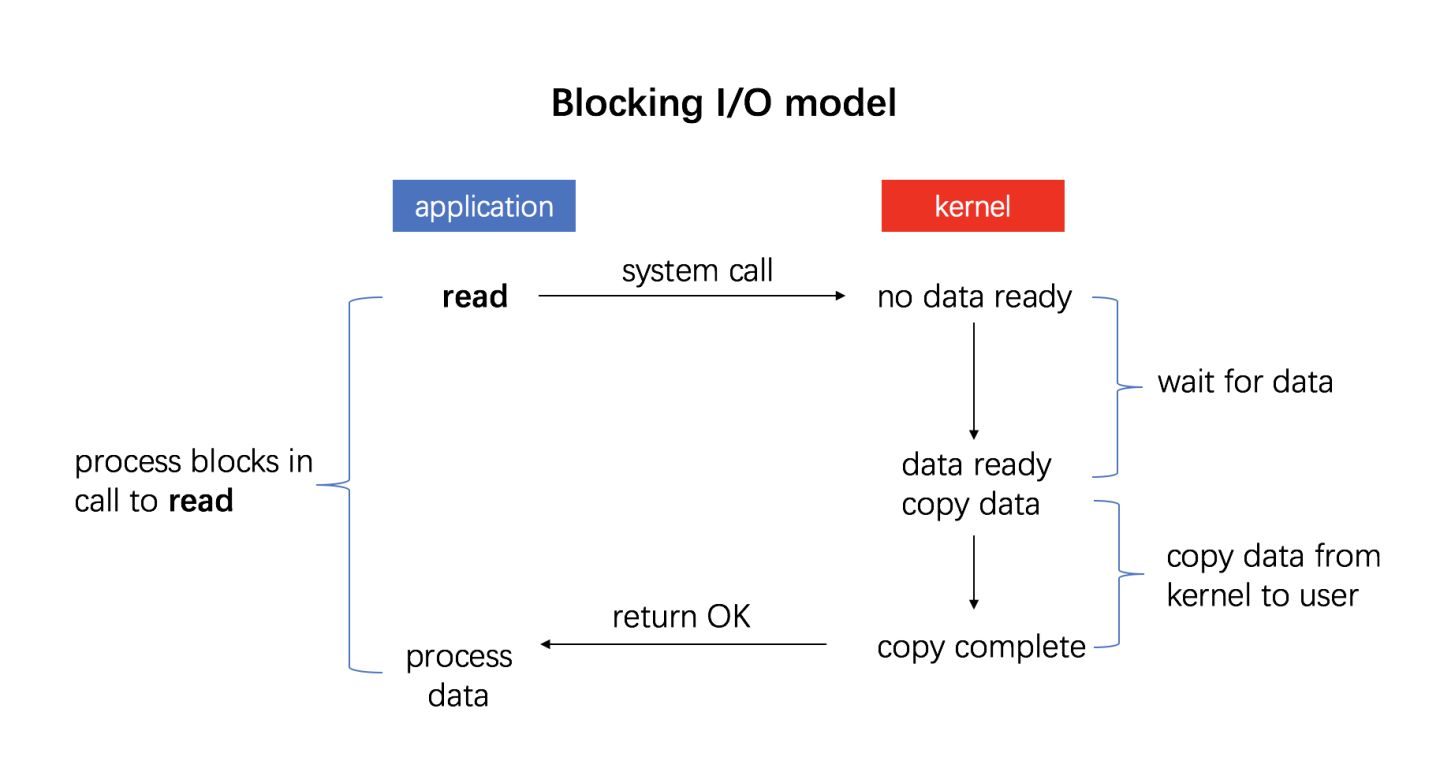 Blocking I/O model
application
kernel
system call
read
no data ready
wait for data
process blocks in
call to read
data ready
copy data
copy data from
kernel to user
return OK
copy complete
process
data